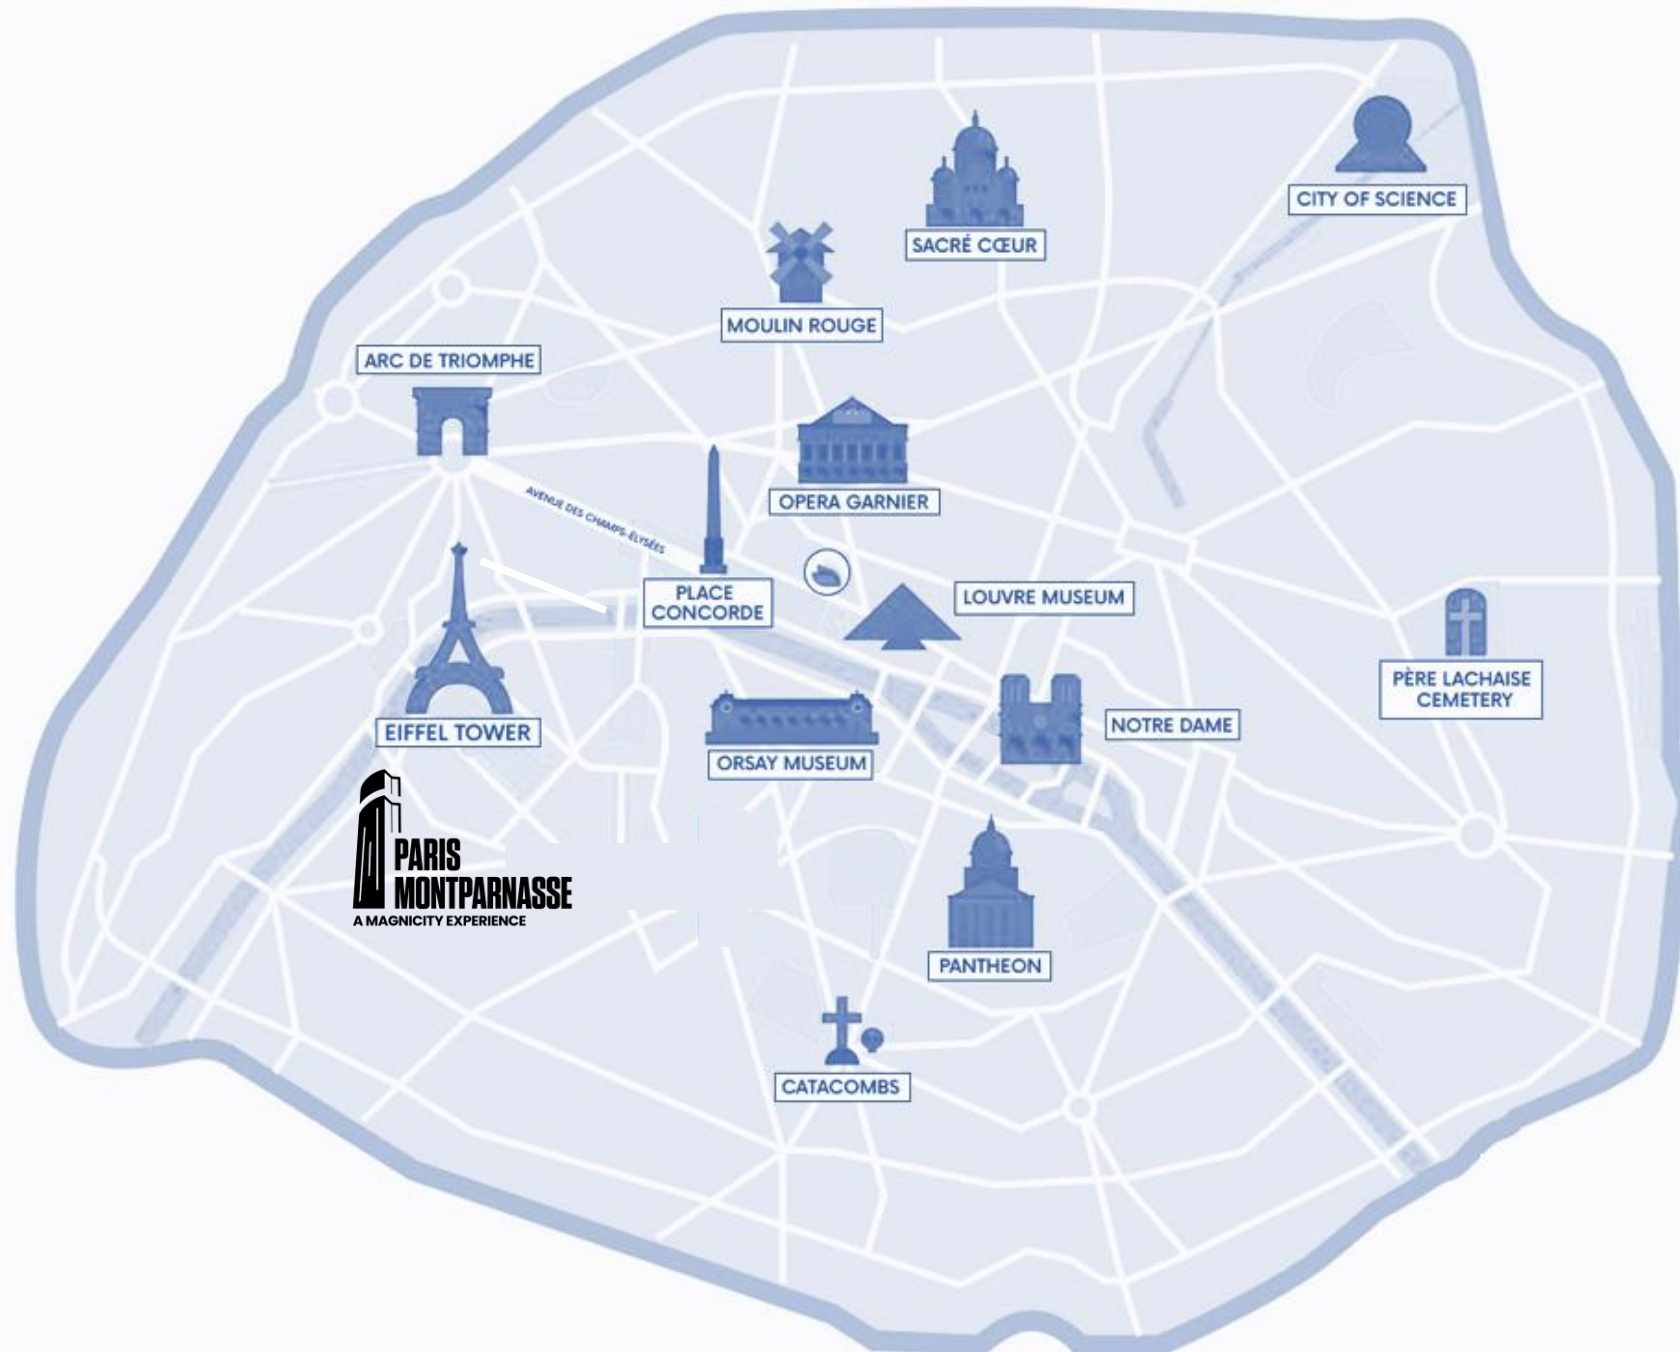 CITY OF SCIENCE
SACRÉ CŒUR
MOULIN ROUGE
ARC DE TRIOMPHE
OPERA GARNIER
AVENUE DES CHAMPS-ÉLYSÉES
PLACE
CONCORDE
LOUVRE MUSEUM
PÈRE LACHAISE
CEMETERY
NOTRE DAME
EIFFEL TOWER
ORSAY MUSEUM
PARIS
MONTPARNASSE
A MAGNICITY EXPERIENCE
PANTHEON
CATACOMBS